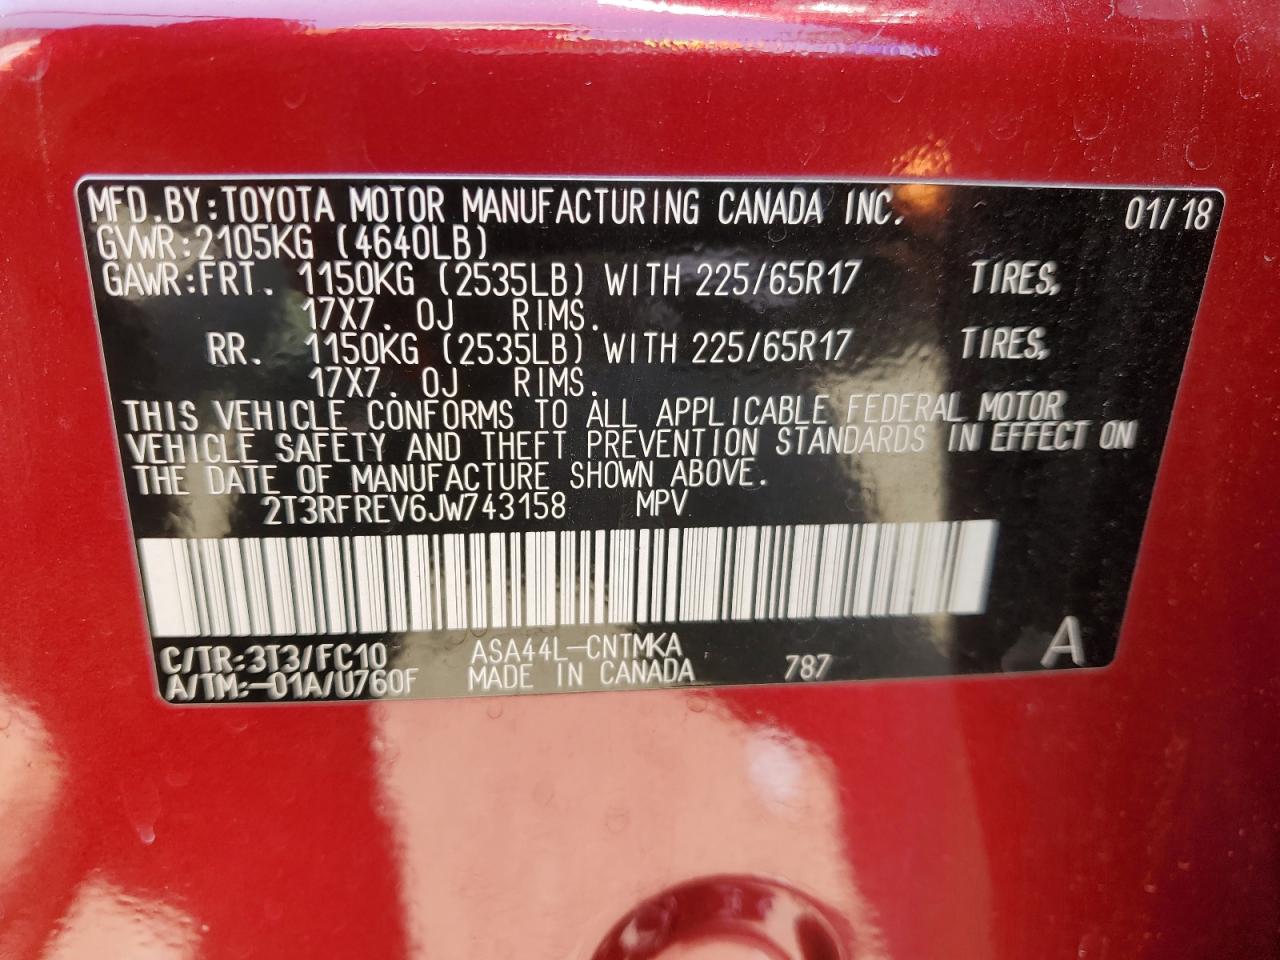 MFD.BY:TOYOTA MOTOR MANUFACTURING CANADA INC. 01/18
GVWR:2105KG (4640LB)
GAWR:FRT. 1150KG (2535LB) WITH 225/65R17 TIRES,
17X7.0J RIMS.
RR. 1150KG (2535LB) WITH 225/65R17 TIRES,
17X7.0J RIMS.
THIS VEHICLE CONFORMS TO ALL APPLICABLE FEDERAL MOTOR
VEHICLE SAFETY AND THEFT PREVENTION STANDARDS IN EFFECT ON
THE DATE OF MANUFACTURE SHOWN ABOVE.
2T3RFREV6JW743158 MPV
C/TR:3T3/FC10 ASA44L-CNTMKA A
A/TM:-01A/U760F MADE IN CANADA 787